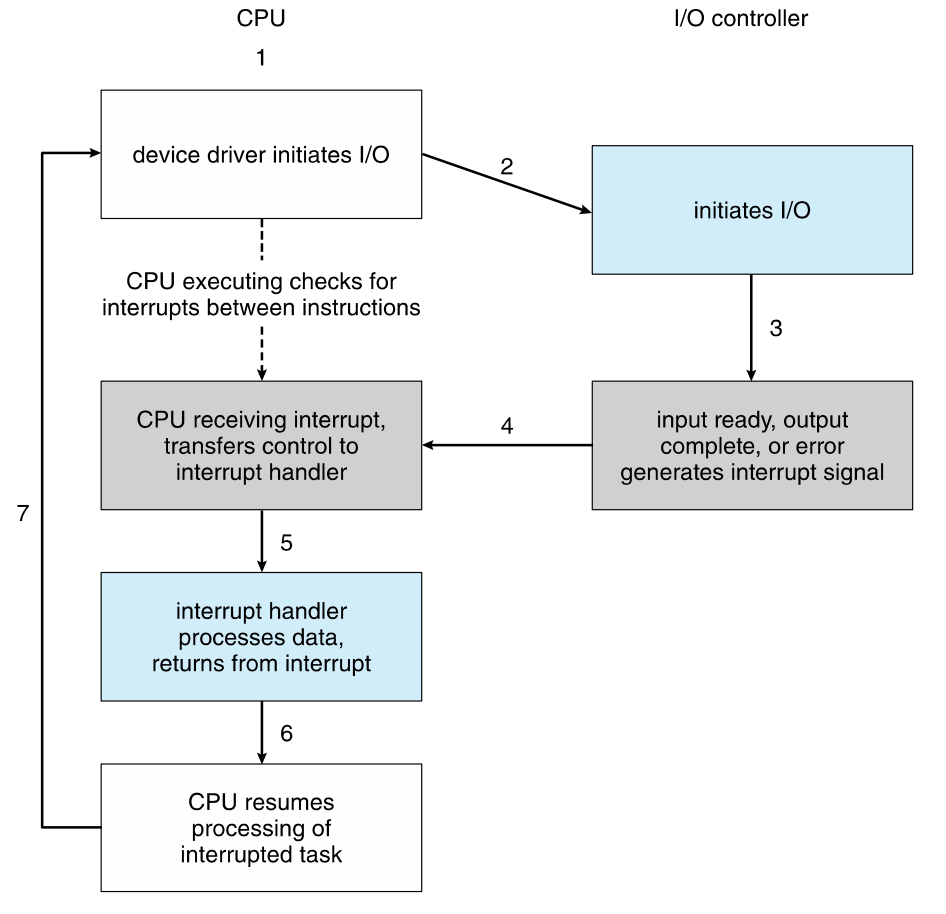 CPU
I/O controller
1
device driver initiates I/O
2
initiates I/O
CPU executing checks for
interrupts between instructions
3
CPU receiving interrupt,
transfers control to
interrupt handler
4
input ready, output
complete, or error
generates interrupt signal
7
5
interrupt handler
processes data,
returns from interrupt
6
CPU resumes
processing of
interrupted task